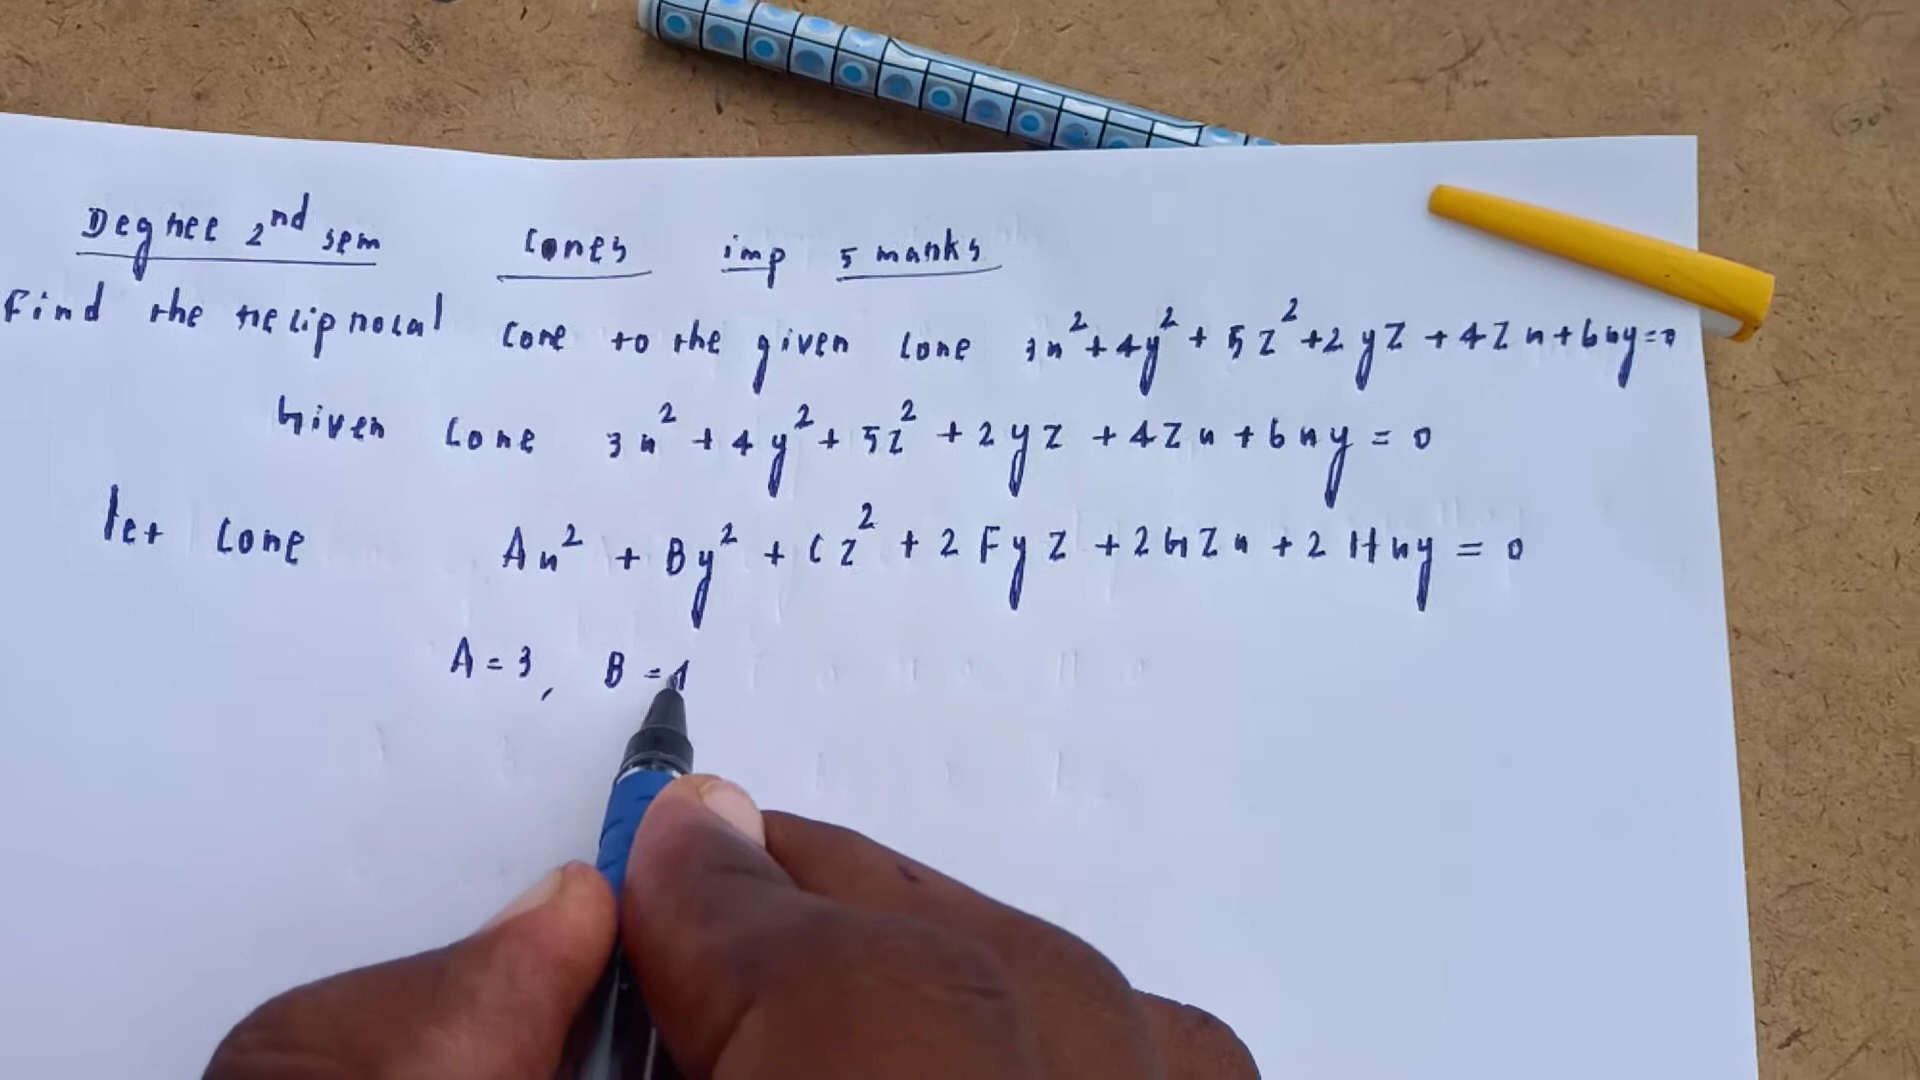 Degree 2nd sem cones imp 5 marks
Find the reciprocal cone to the given cone 3x² + 4y² + 5z² + 2yz + 4zx + 6xy = 0
Given cone 3x² + 4y² + 5z² + 2yz + 4zx + 6xy = 0
let cone Ax² + By² + Cz² + 2Fyz + 2Gzx + 2Hxy = 0
A = 3, B = 4